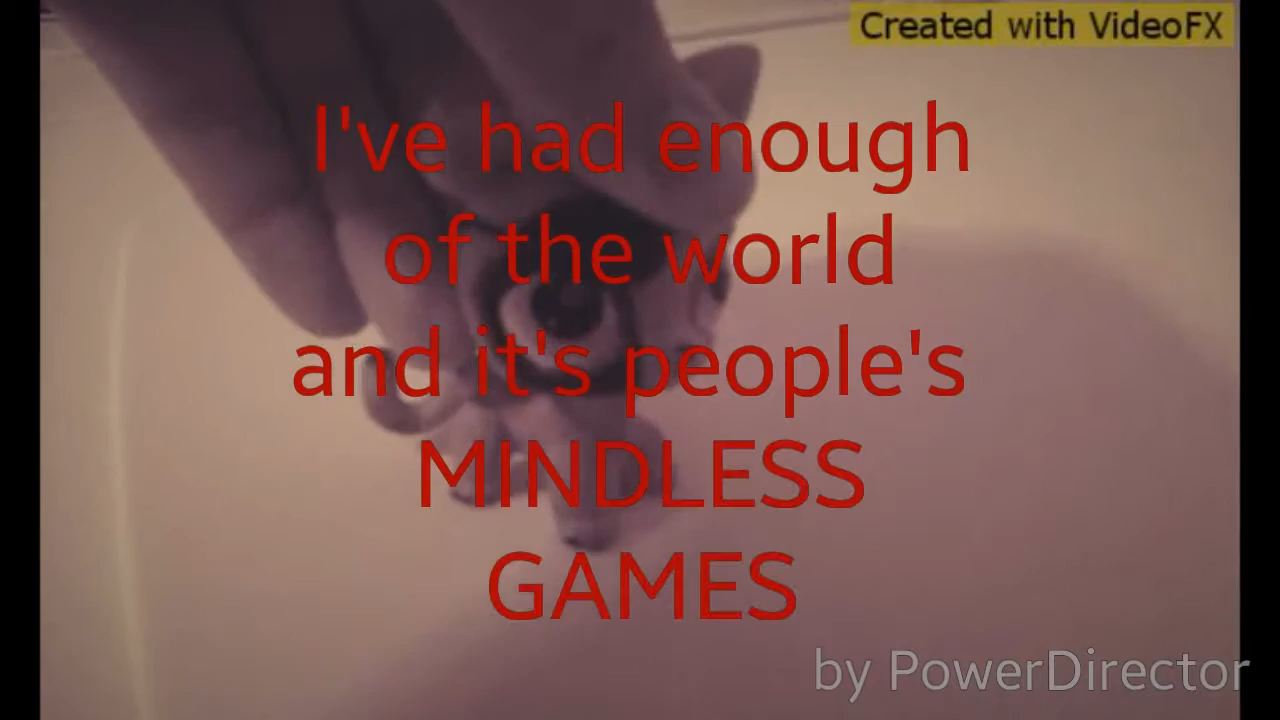 Created with VideoFX
I've had enough
of the world
and it's people's
MINDLESS
GAMES
by PowerDirector